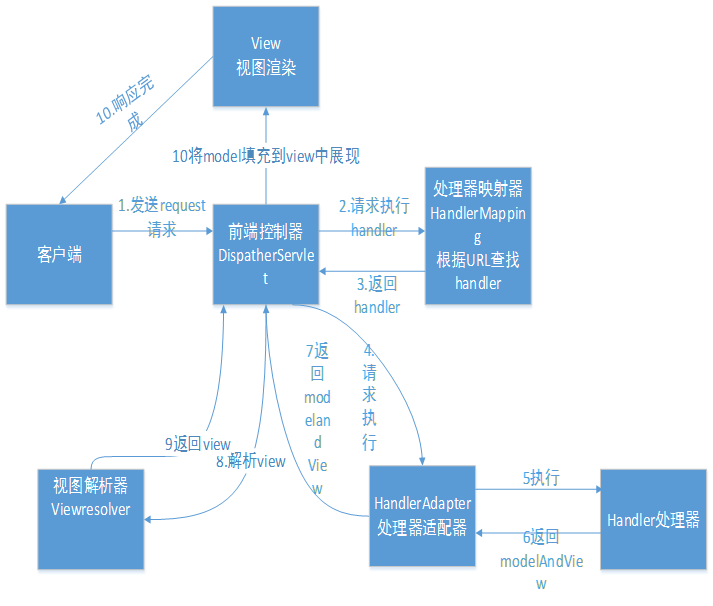 View
视图渲染
10.响应完
成
10将model填充到view中展现
1.发送request
请求
客户端
前端控制器
DispatherServle
t
2.请求执行
handler
3.返回
handler
处理器映射器
HandlerMappin
g
根据URL查找
handler
7返
回
mod
eland
Vie
w
4.
请
求
执
行
9返回view
8.解析view
视图解析器
Viewresolver
HandlerAdapter
处理器适配器
5执行
6返回
modelAndVie
w
Handler处理器